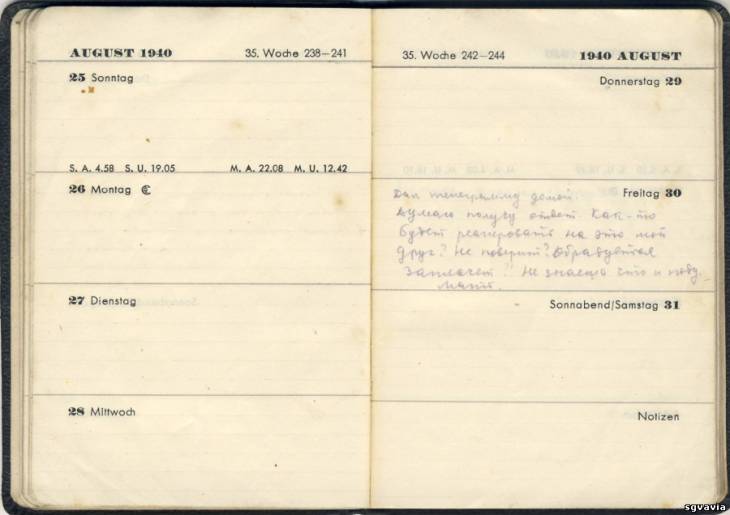 AUGUST 1940 35. Woche 238–241
25 Sonntag
S. A. 4.58 S. U. 19.05 M. A. 22.08 M. U. 12.42
26 Montag
27 Dienstag
28 Mittwoch
35. Woche 242–244 1940 AUGUST
Donnerstag 29
Freitag 30
Дал телеграмму домой.
Думаю получу ответ. Как-то
будет реагировать на это мой
друг? Не поверит? Обрадуется
Заплачет? Не знаешь что и поду
мать.
Sonnabend/Samstag 31
Notizen
sgvavia